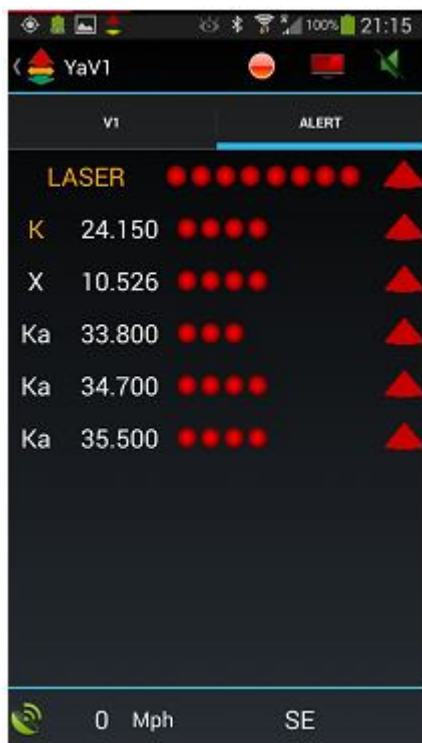 100% 21:15
YaV1
V1 ALERT
LASER
K 24.150
X 10.526
Ka 33.800
Ka 34.700
Ka 35.500
0 Mph SE